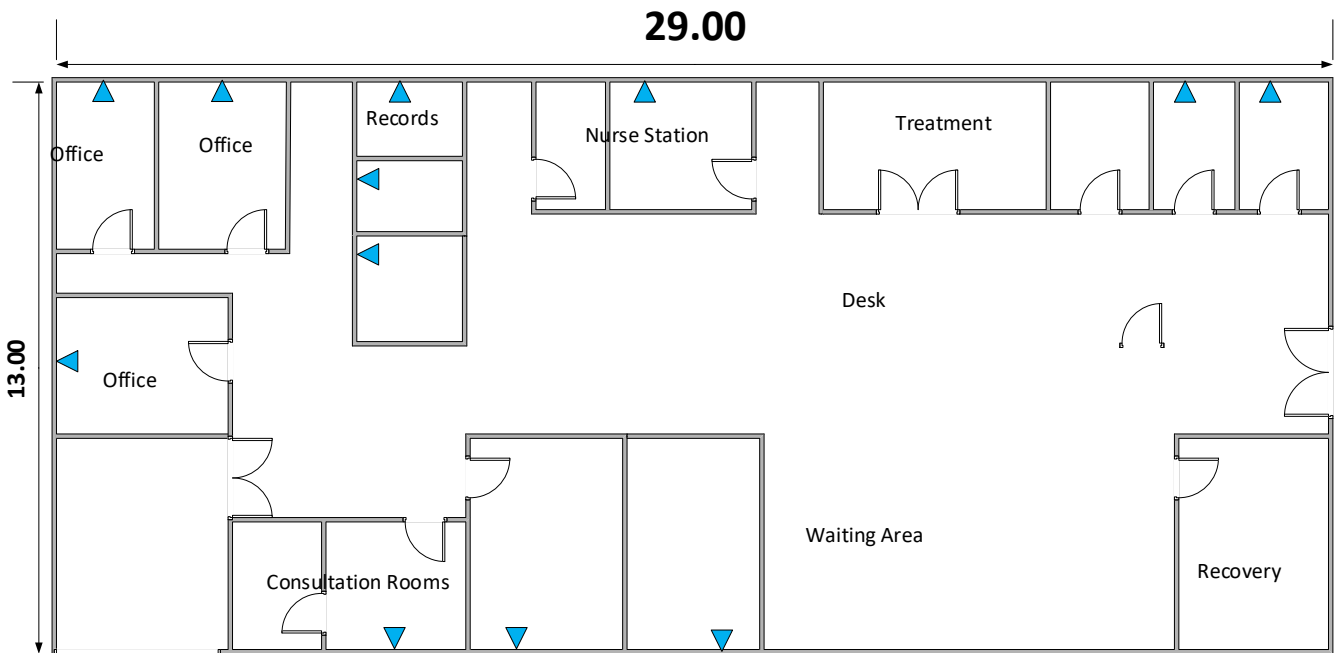 29.00
Records
Treatment
Nurse Station
Office
Office
Desk
13.00
Office
Waiting Area
Recovery
Consultation Rooms